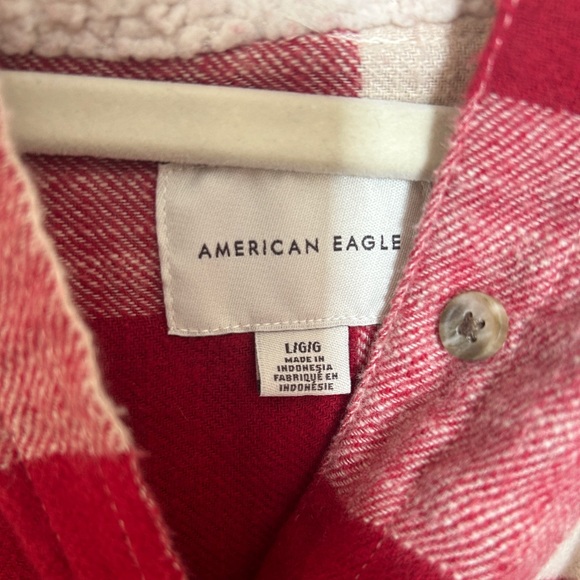 AMERICAN EAGLE
L/G/G
MADE IN
INDONESIA
FABRIQUÉ EN
INDONÉSIE